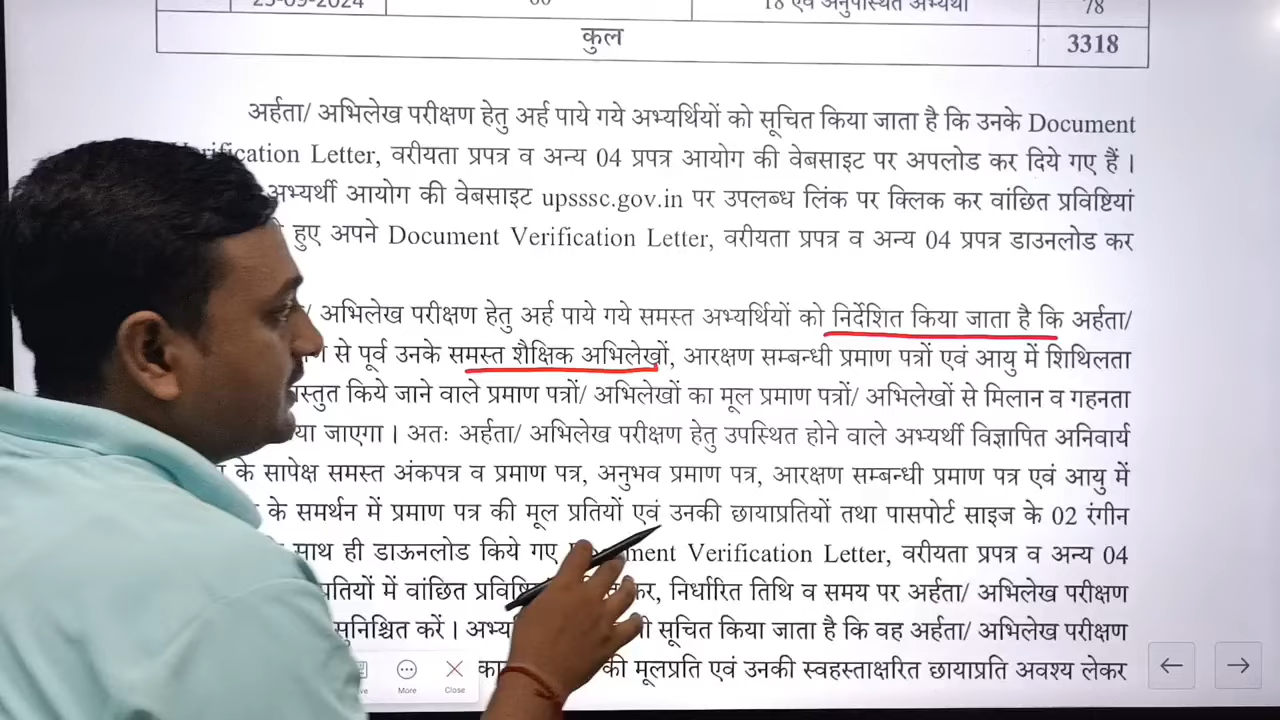 25-09-2024 60 18 एवं अनुपस्थित अभ्यर्थी 78
कुल 3318
अर्हता/ अभिलेख परीक्षण हेतु अर्ह पाये गये अभ्यर्थियों को सूचित किया जाता है कि उनके Document
Verification Letter, वरीयता प्रपत्र व अन्य 04 प्रपत्र आयोग की वेबसाइट पर अपलोड कर दिये गए हैं ।
अभ्यर्थी आयोग की वेबसाइट upsssc.gov.in पर उपलब्ध लिंक पर क्लिक कर वांछित प्रविष्टियां
हुए अपने Document Verification Letter, वरीयता प्रपत्र व अन्य 04 प्रपत्र डाउनलोड कर
अभिलेख परीक्षण हेतु अर्ह पाये गये समस्त अभ्यर्थियों को निर्देशित किया जाता है कि अर्हता/
से पूर्व उनके समस्त शैक्षिक अभिलेखों, आरक्षण सम्बन्धी प्रमाण पत्रों एवं आयु में शिथिलता
किये जाने वाले प्रमाण पत्रों/ अभिलेखों का मूल प्रमाण पत्रों/ अभिलेखों से मिलान व गहनता
जाएगा । अतः अर्हता/ अभिलेख परीक्षण हेतु उपस्थित होने वाले अभ्यर्थी विज्ञापित अनिवार्य
के सापेक्ष समस्त अंकपत्र व प्रमाण पत्र, अनुभव प्रमाण पत्र, आरक्षण सम्बन्धी प्रमाण पत्र एवं आयु में
के समर्थन में प्रमाण पत्र की मूल प्रतियों एवं उनकी छायाप्रतियों तथा पासपोर्ट साइज के 02 रंगीन
साथ ही डाऊनलोड किये गए Document Verification Letter, वरीयता प्रपत्र व अन्य 04
में वांछित निर्धारित तिथि व समय पर अर्हता/ अभिलेख परीक्षण
सुनिश्चित करें । सूचित किया जाता है कि वह अर्हता/ अभिलेख परीक्षण
की मूलप्रति एवं उनकी स्वहस्ताक्षरित छायाप्रति अवश्य लेकर
More Close